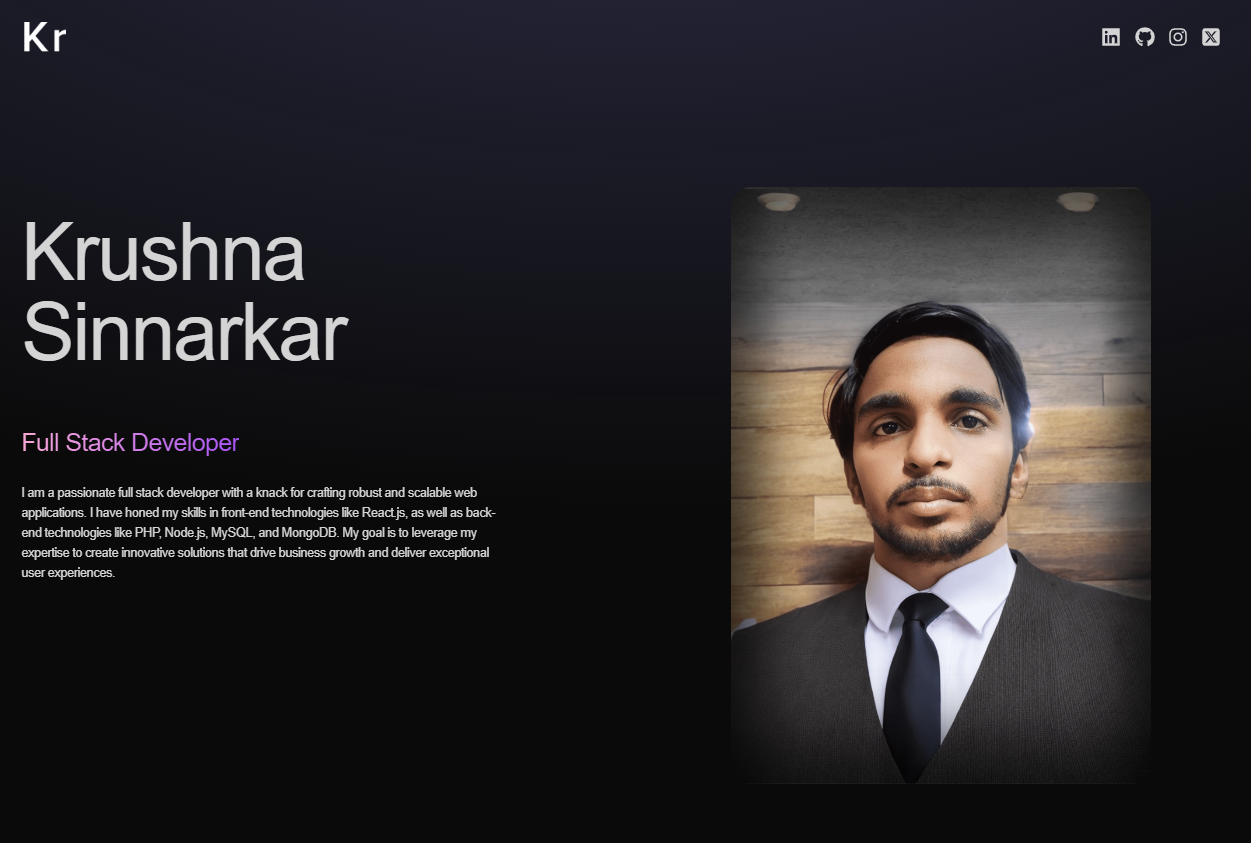 Kr
in
X
Krushna
Sinnarkar
Full Stack Developer
I am a passionate full stack developer with a knack for crafting robust and scalable web
applications. I have honed my skills in front-end technologies like React.js, as well as back-
end technologies like PHP, Node.js, MySQL, and MongoDB. My goal is to leverage my
expertise to create innovative solutions that drive business growth and deliver exceptional
user experiences.